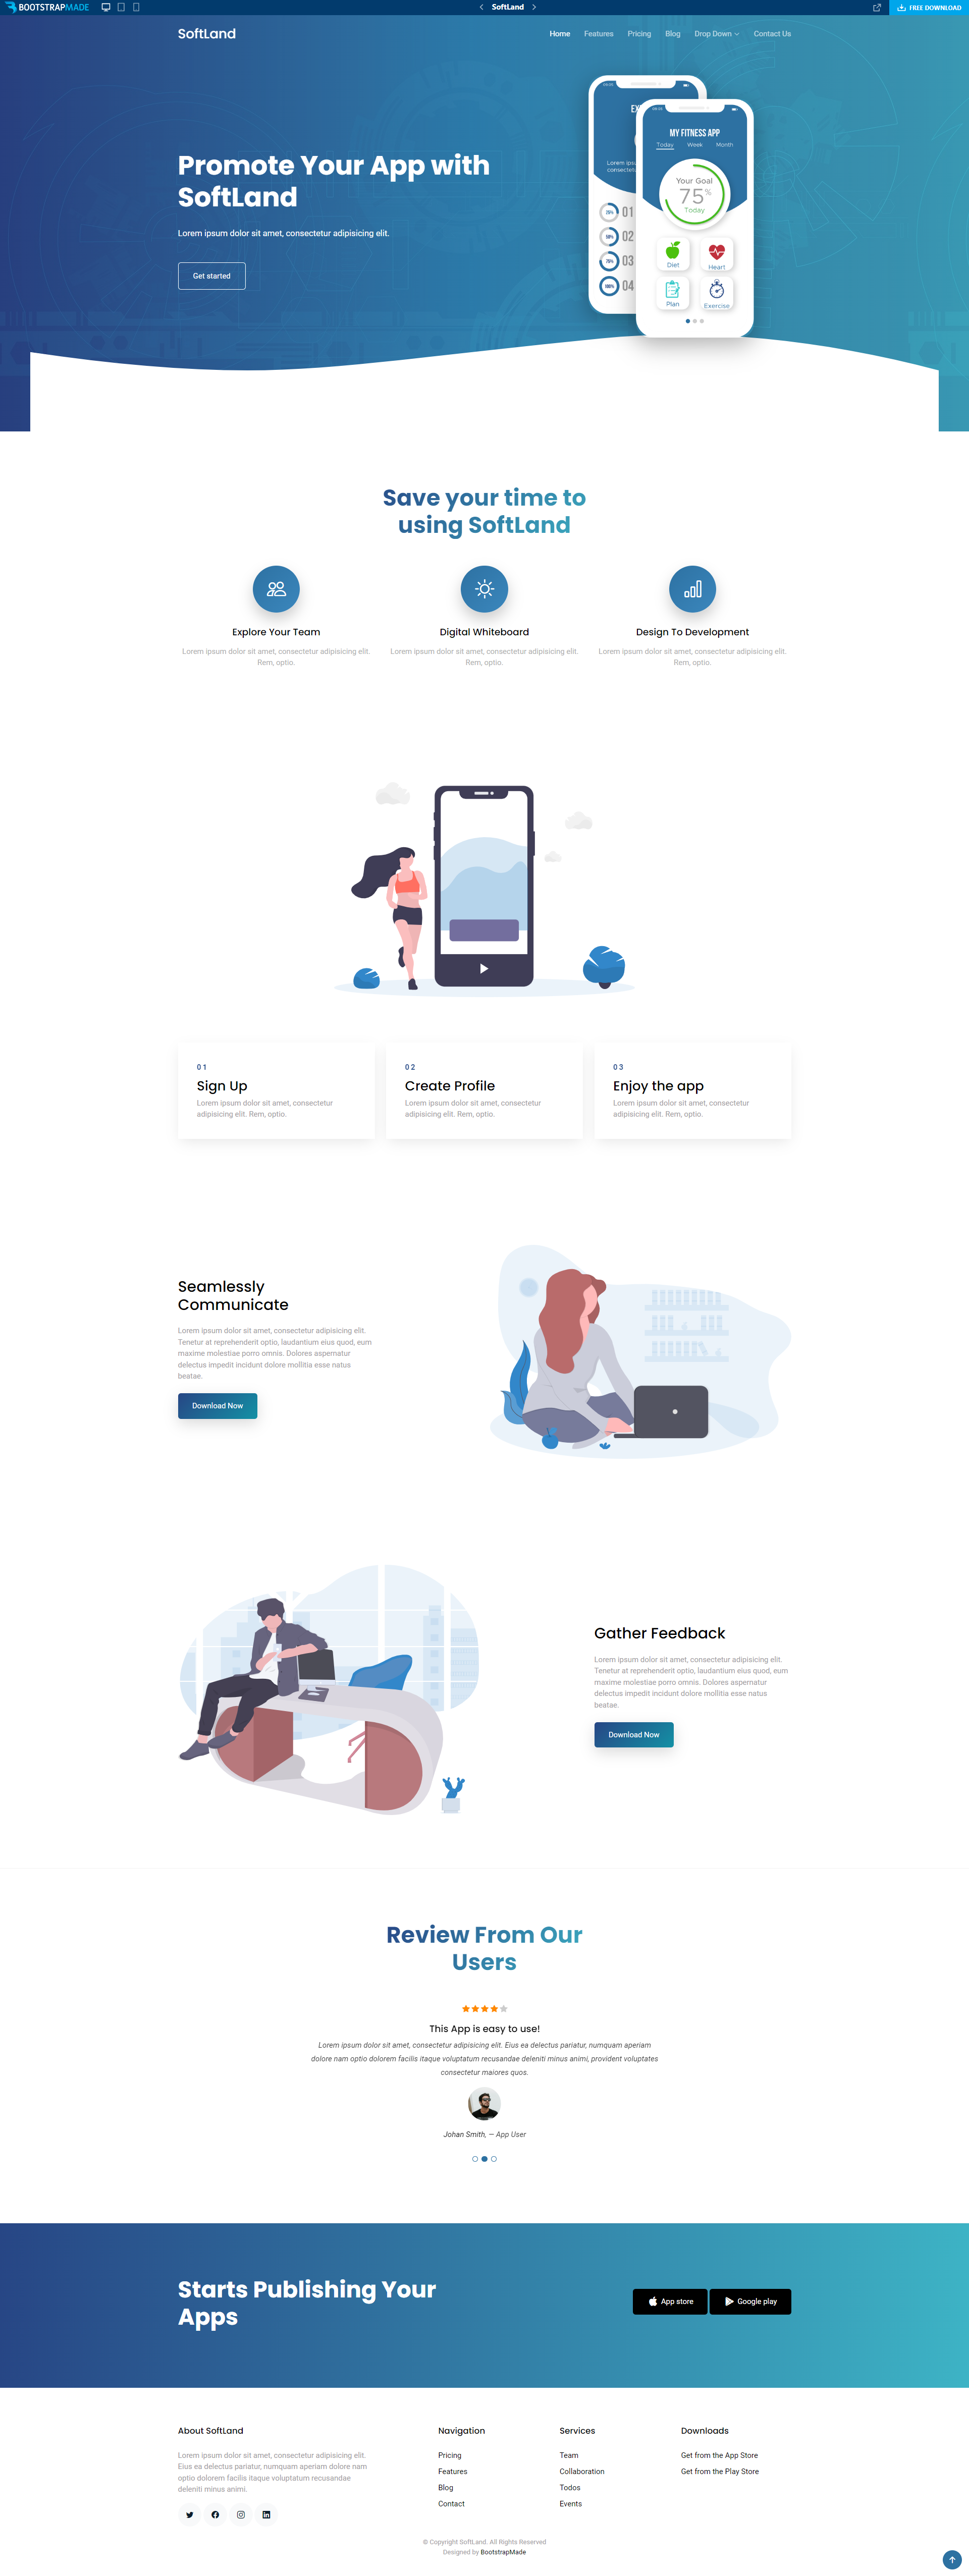 BOOTSTRAPMADE
SoftLand
FREE DOWNLOAD
SoftLand
Home Features Pricing Blog Drop Down Contact Us
Promote Your App with
SoftLand
Lorem ipsum dolor sit amet, consectetur adipisicing elit.
Get started
MY FITNESS APP
Today Week Month
Your Goal
75%
Today
Diet
Heart
Plan
Exercise
Lorem ips
consectet
25% 01
50% 02
75% 03
100% 04
Save your time to
using SoftLand
Explore Your Team
Lorem ipsum dolor sit amet, consectetur adipisicing elit.
Rem, optio.
Digital Whiteboard
Lorem ipsum dolor sit amet, consectetur adipisicing elit.
Rem, optio.
Design To Development
Lorem ipsum dolor sit amet, consectetur adipisicing elit.
Rem, optio.
01
Sign Up
Lorem ipsum dolor sit amet, consectetur
adipisicing elit. Rem, optio.
02
Create Profile
Lorem ipsum dolor sit amet, consectetur
adipisicing elit. Rem, optio.
03
Enjoy the app
Lorem ipsum dolor sit amet, consectetur
adipisicing elit. Rem, optio.
Seamlessly
Communicate
Lorem ipsum dolor sit amet, consectetur adipisicing elit.
Tenetur at reprehenderit optio, laudantium eius quod, eum
maxime molestiae porro omnis. Dolores aspernatur
delectus impedit incidunt dolore mollitia esse natus
beatae.
Download Now
Gather Feedback
Lorem ipsum dolor sit amet, consectetur adipisicing elit.
Tenetur at reprehenderit optio, laudantium eius quod, eum
maxime molestiae porro omnis. Dolores aspernatur
delectus impedit incidunt dolore mollitia esse natus
beatae.
Download Now
Review From Our
Users
This App is easy to use!
Lorem ipsum dolor sit amet, consectetur adipisicing elit. Eius ea delectus pariatur, numquam aperiam
dolore nam optio dolorem facilis itaque voluptatum recusandae deleniti minus animi, provident voluptates
consectetur maiores quos.
Johan Smith, — App User
Starts Publishing Your
Apps
App store
Google play
About SoftLand
Lorem ipsum dolor sit amet, consectetur adipisicing elit.
Eius ea delectus pariatur, numquam aperiam dolore nam
optio dolorem facilis itaque voluptatum recusandae
deleniti minus animi.
Navigation
Pricing
Features
Blog
Contact
Services
Team
Collaboration
Todos
Events
Downloads
Get from the App Store
Get from the Play Store
© Copyright SoftLand. All Rights Reserved
Designed by BootstrapMade